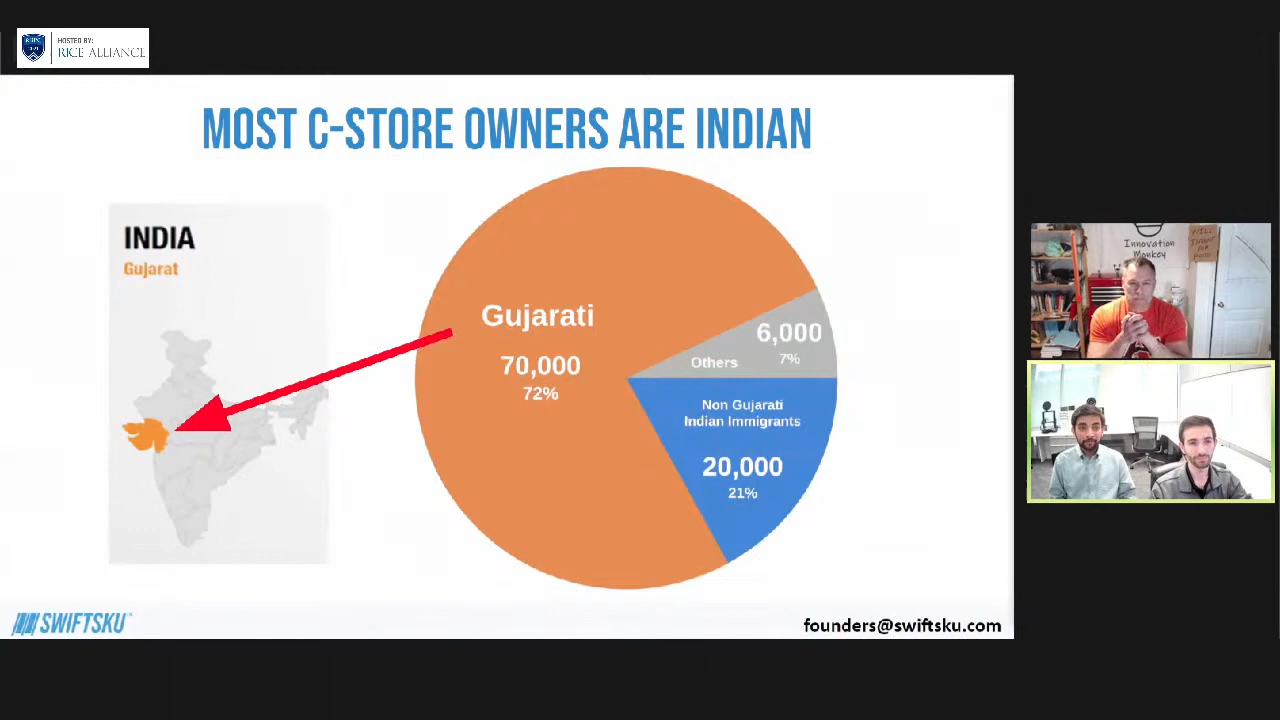 HOSTED BY:
RICE ALLIANCE
MOST C-STORE OWNERS ARE INDIAN
INDIA
Gujarat
Gujarati
70,000
72%
6,000
Others
7%
Non Gujarati
Indian Immigrants
20,000
21%
SWIFTSKU
founders@swiftsku.com
Innovation
Monkey
WILL